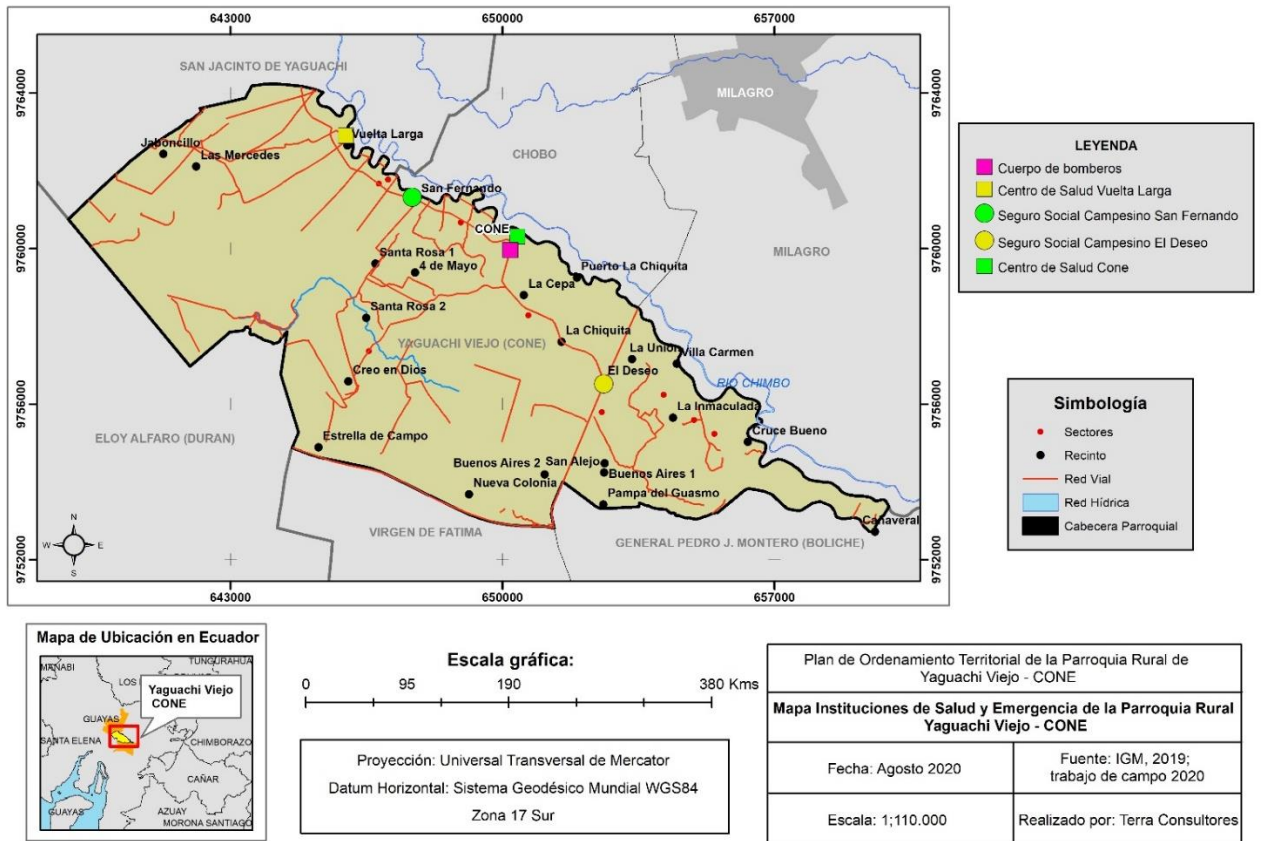 643000
650000
657000
9764000
9764000
SAN JACINTO DE YAGUACHI
MILAGRO
Vuelta Larga
Jaboncillo
Las Mercedes
CHOBO
San Fernando
CONE
9760000
9760000
MILAGRO
Santa Rosa 1
4 de Mayo
Puerto La Chiquita
La Cepa
Santa Rosa 2
La Chiquita
YAGUACHI VIEJO (CONE)
La Unión
Villa Carmen
El Deseo
Creo en Dios
RIO CHIMBO
9756000
9756000
La Inmaculada
ELOY ALFARO (DURAN)
Estrella de Campo
Cruce Bueno
Buenos Aires 2
San Alejo
Buenos Aires 1
Nueva Colonia
Pampa del Guasmo
VIRGEN DE FATIMA
GENERAL PEDRO J. MONTERO (BOLICHE)
Cañaveral
N
W
E
S
9752000
9752000
643000
650000
657000
LEYENDA
Cuerpo de bomberos
Centro de Salud Vuelta Larga
Seguro Social Campesino San Fernando
Seguro Social Campesino El Deseo
Centro de Salud Cone
Simbología
Sectores
Recinto
Red Vial
Red Hídrica
Cabecera Parroquial
Mapa de Ubicación en Ecuador
MANABI
TUNGURAHUA
LOS
Yaguachi Viejo
CONE
GUAYAS
SANTA ELENA
CHIMBORAZO
CAÑAR
GUAYAS
AZUAY
MORONA SANTIAGO
Escala gráfica:
0 95 190 380 Kms
Proyección: Universal Transversal de Mercator
Datum Horizontal: Sistema Geodésico Mundial WGS84
Zona 17 Sur
Plan de Ordenamiento Territorial de la Parroquia Rural de
Yaguachi Viejo - CONE
Mapa Instituciones de Salud y Emergencia de la Parroquia Rural
Yaguachi Viejo - CONE
Fecha: Agosto 2020
Fuente: IGM, 2019;
trabajo de campo 2020
Escala: 1;110.000
Realizado por: Terra Consultores